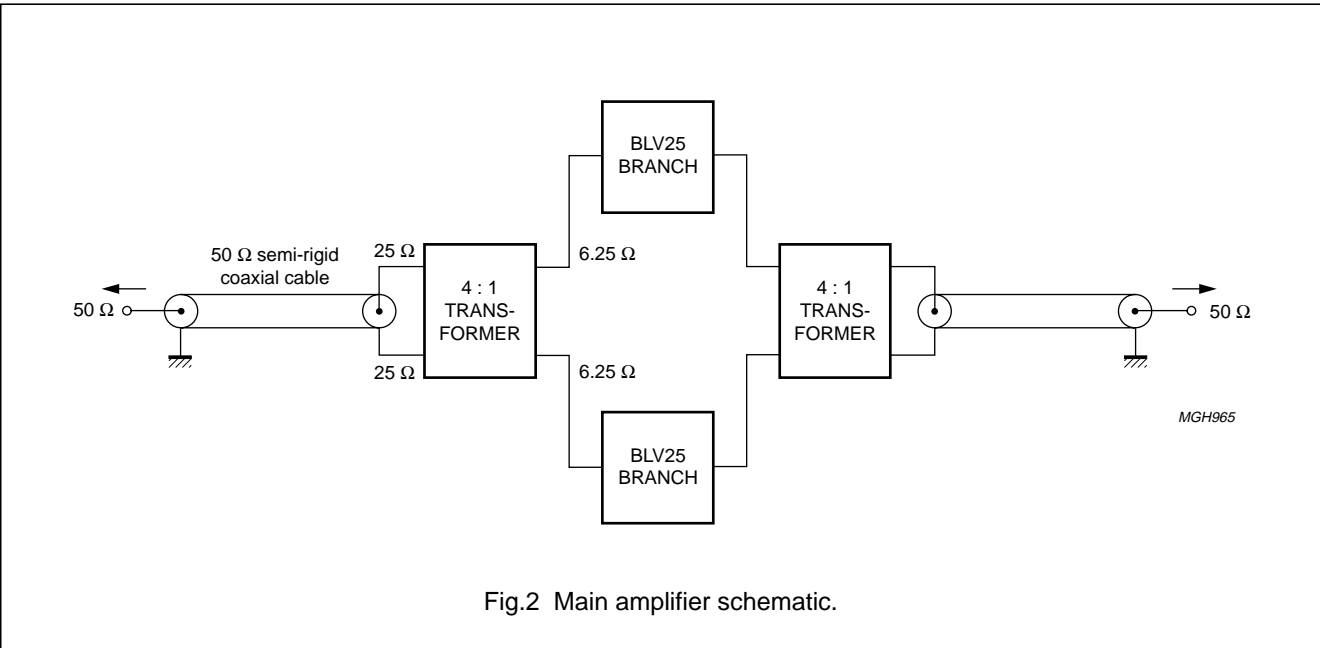 BLV25
BRANCH
50 Ω semi-rigid
coaxial cable
25 Ω
6.25 Ω
50 Ω
4 : 1
TRANS-
FORMER
4 : 1
TRANS-
FORMER
50 Ω
25 Ω
6.25 Ω
MGH965
BLV25
BRANCH
Fig.2 Main amplifier schematic.